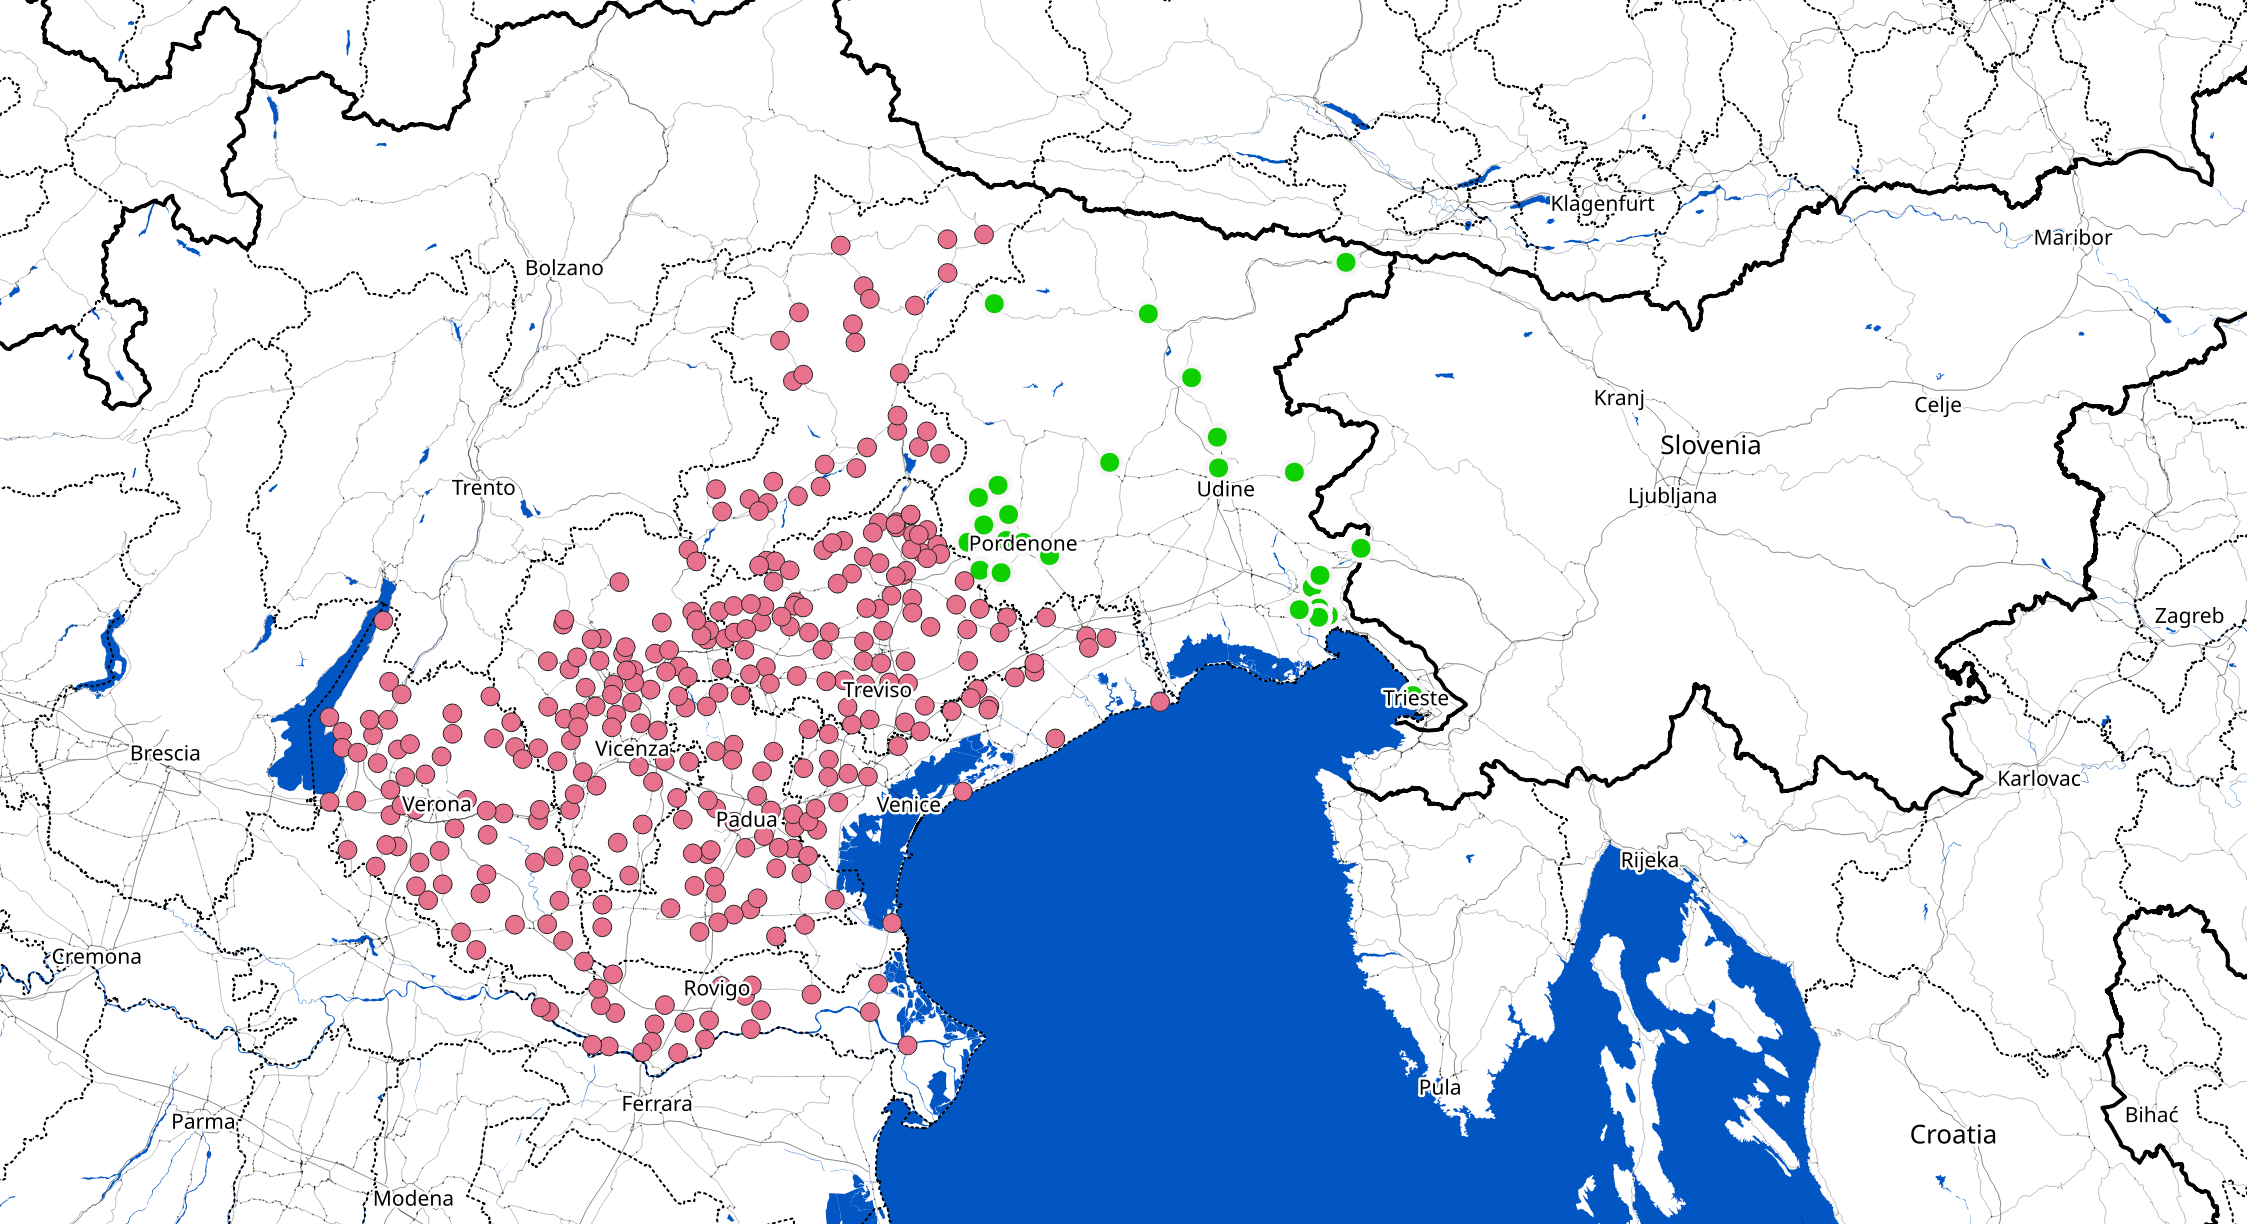 Klagenfurt
Maribor
Bolzano
Kranj
Celje
Slovenia
Trento
Udine
Ljubljana
Pordenone
Zagreb
Treviso
Trieste
Brescia
Vicenza
Karlovac
Verona
Venice
Padua
Rijeka
Cremona
Rovigo
Pula
Ferrara
Parma
Bihać
Croatia
Modena